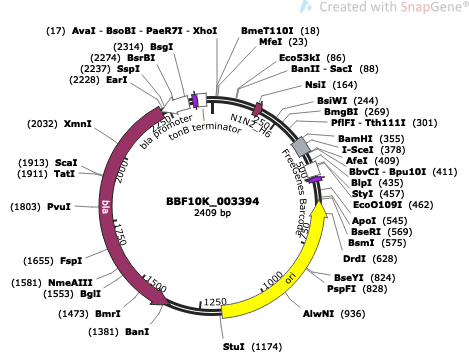 Created with SnapGene®
(17) AvaI - BsoBI - PaeR7I - XhoI
BmeT110I (18)
MfeI (23)
(2314) BsgI
(2274) BsrBI
(2237) SspI
(2228) EarI
Eco53kI (86)
BanII - SacI (88)
NsiI (164)
BsiWI (244)
BmgBI (269)
PflFI - Tth111I (301)
BamHI (355)
I-SceI (378)
AfeI (409)
BbvCI - Bpu10I (411)
BlpI (435)
StyI (457)
EcoO109I (462)
ApoI (545)
BseRI (569)
BsmI (575)
DrdI (628)
BseYI (824)
PspFI (828)
AlwNI (936)
StuI (1174)
(2032) XmnI
(1913) ScaI
(1911) TatI
(1803) PvuI
(1655) FspI
(1581) NmeAIII
(1553) BglI
(1473) BmrI
(1381) BanI
bla promoter
tonB terminator
N1N2_H6
FreeGenes Barcode
bla
ori
250
500
750
1000
1250
1500
1750
2000
2250
BBF10K_003394
2409 bp